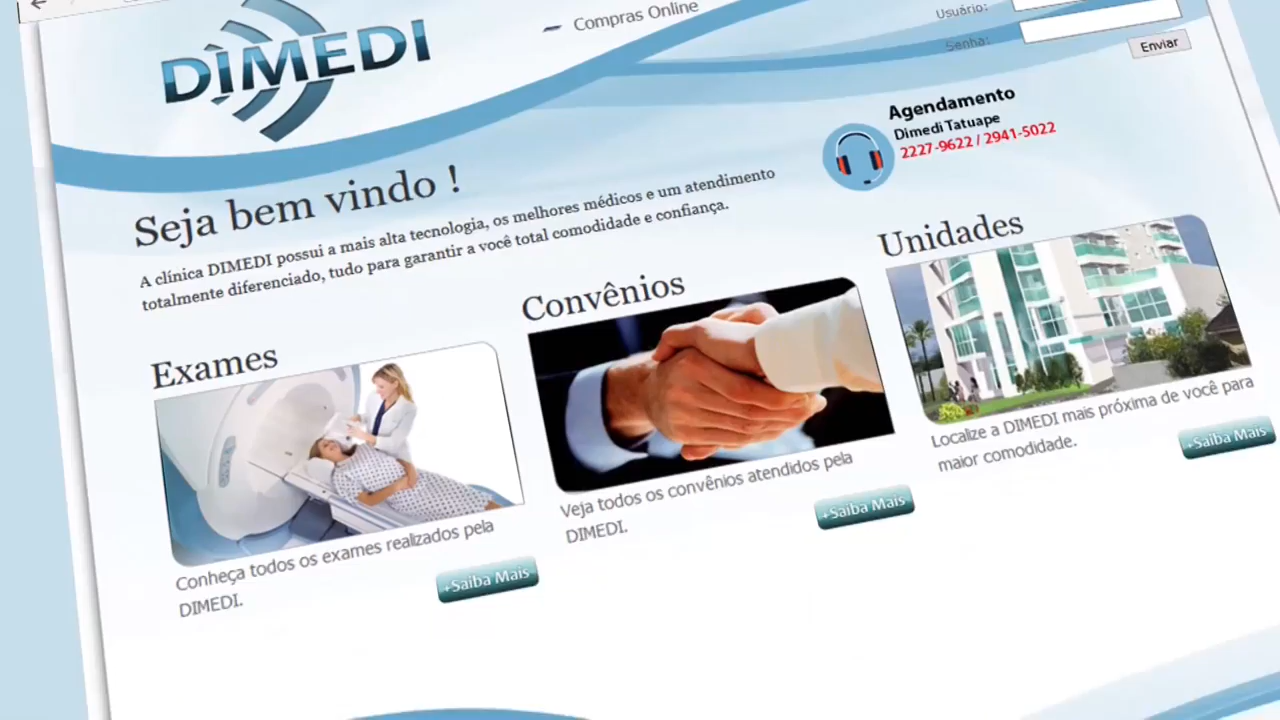 DIMEDI
Compras Online
Usuário:
Senha:
Enviar
Agendamento
Dimedi Tatuape
2227-9622 / 2941-5022
Seja bem vindo !
A clínica DIMEDI possui a mais alta tecnologia, os melhores médicos e um atendimento
totalmente diferenciado, tudo para garantir a você total comodidade e confiança.
Exames
Conheça todos os exames realizados pela
DIMEDI.
+Saiba Mais
Convênios
Veja todos os convênios atendidos pela
DIMEDI.
+Saiba Mais
Unidades
Localize a DIMEDI mais próxima de você para
maior comodidade.
+Saiba Mais